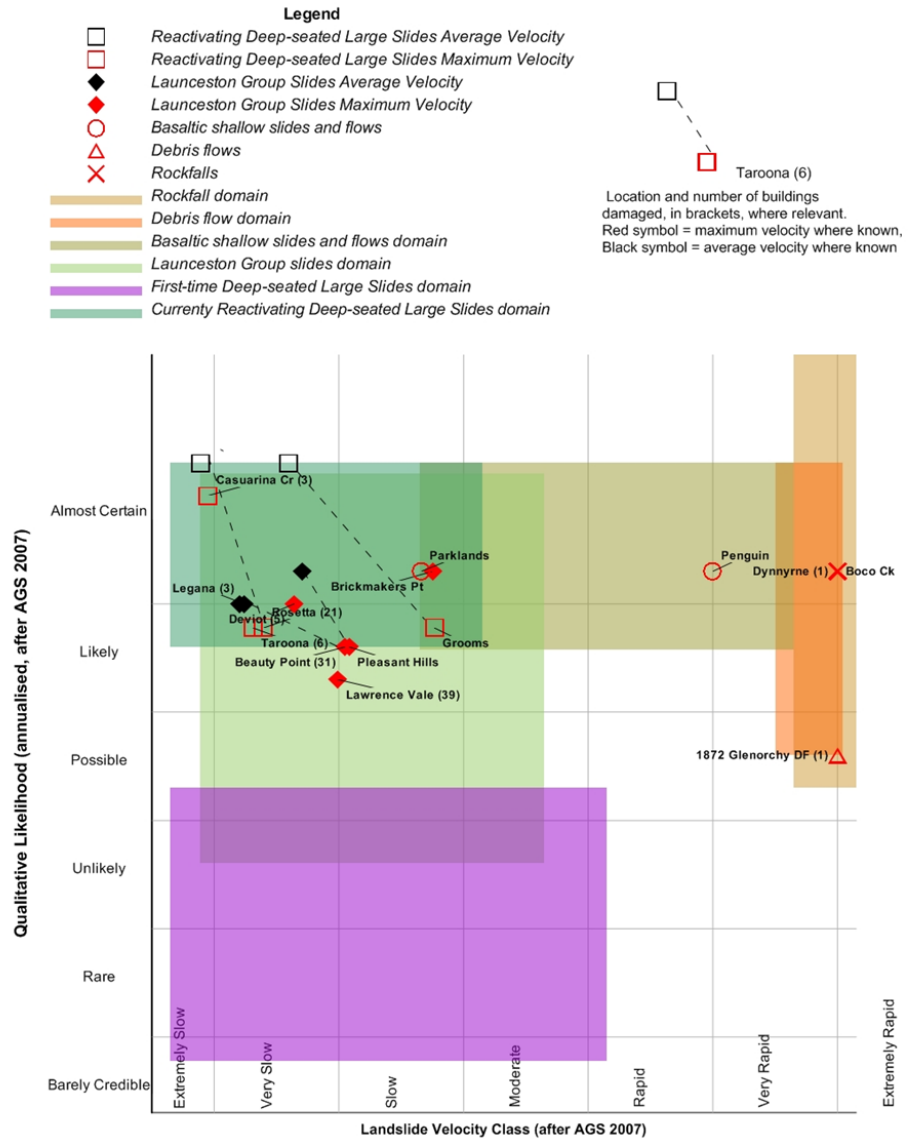 Legend
Reactivating Deep-seated Large Slides Average Velocity
Reactivating Deep-seated Large Slides Maximum Velocity
Launceston Group Slides Average Velocity
Launceston Group Slides Maximum Velocity
Basaltic shallow slides and flows
Debris flows
Rockfalls
Rockfall domain
Debris flow domain
Basaltic shallow slides and flows domain
Launceston Group slides domain
First-time Deep-seated Large Slides domain
Currenty Reactivating Deep-seated Large Slides domain
Taroona (6)
Location and number of buildings
damaged, in brackets, where relevant.
Red symbol = maximum velocity where known,
Black symbol = average velocity where known
Qualitative Likelihood (annualised, after AGS 2007)
Almost Certain
Likely
Possible
Unlikely
Rare
Barely Credible
Casuarina Cr (3)
Parklands
Brickmakers Pt
Penguin
Dynnyrne (1)
Boco Ck
Legana (3)
Rosetta (21)
Deviot (5)
Taroona (6)
Grooms
Beauty Point (31)
Pleasant Hills
Lawrence Vale (39)
1872 Glenorchy DF (1)
Extremely Slow
Very Slow
Slow
Moderate
Rapid
Very Rapid
Extremely Rapid
Landslide Velocity Class (after AGS 2007)